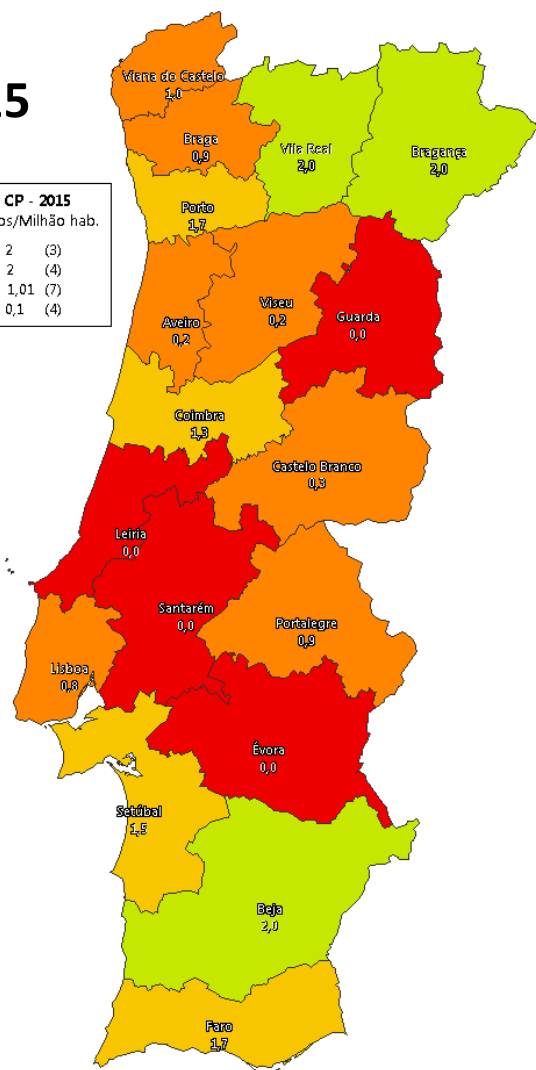 15
CP - 2015
os/Milhão hab.
2 (3)
2 (4)
1,01 (7)
0,1 (4)
Viana do Castelo
1,0
Braga
0,9
Vila Real
2,0
Bragança
2,0
Porto
1,7
Aveiro
0,2
Viseu
0,2
Guarda
0,0
Coimbra
1,3
Castelo Branco
0,3
Leiria
0,0
Santarém
0,0
Portalegre
0,9
Lisboa
0,8
Évora
0,0
Setúbal
1,5
Beja
2,0
Faro
1,7